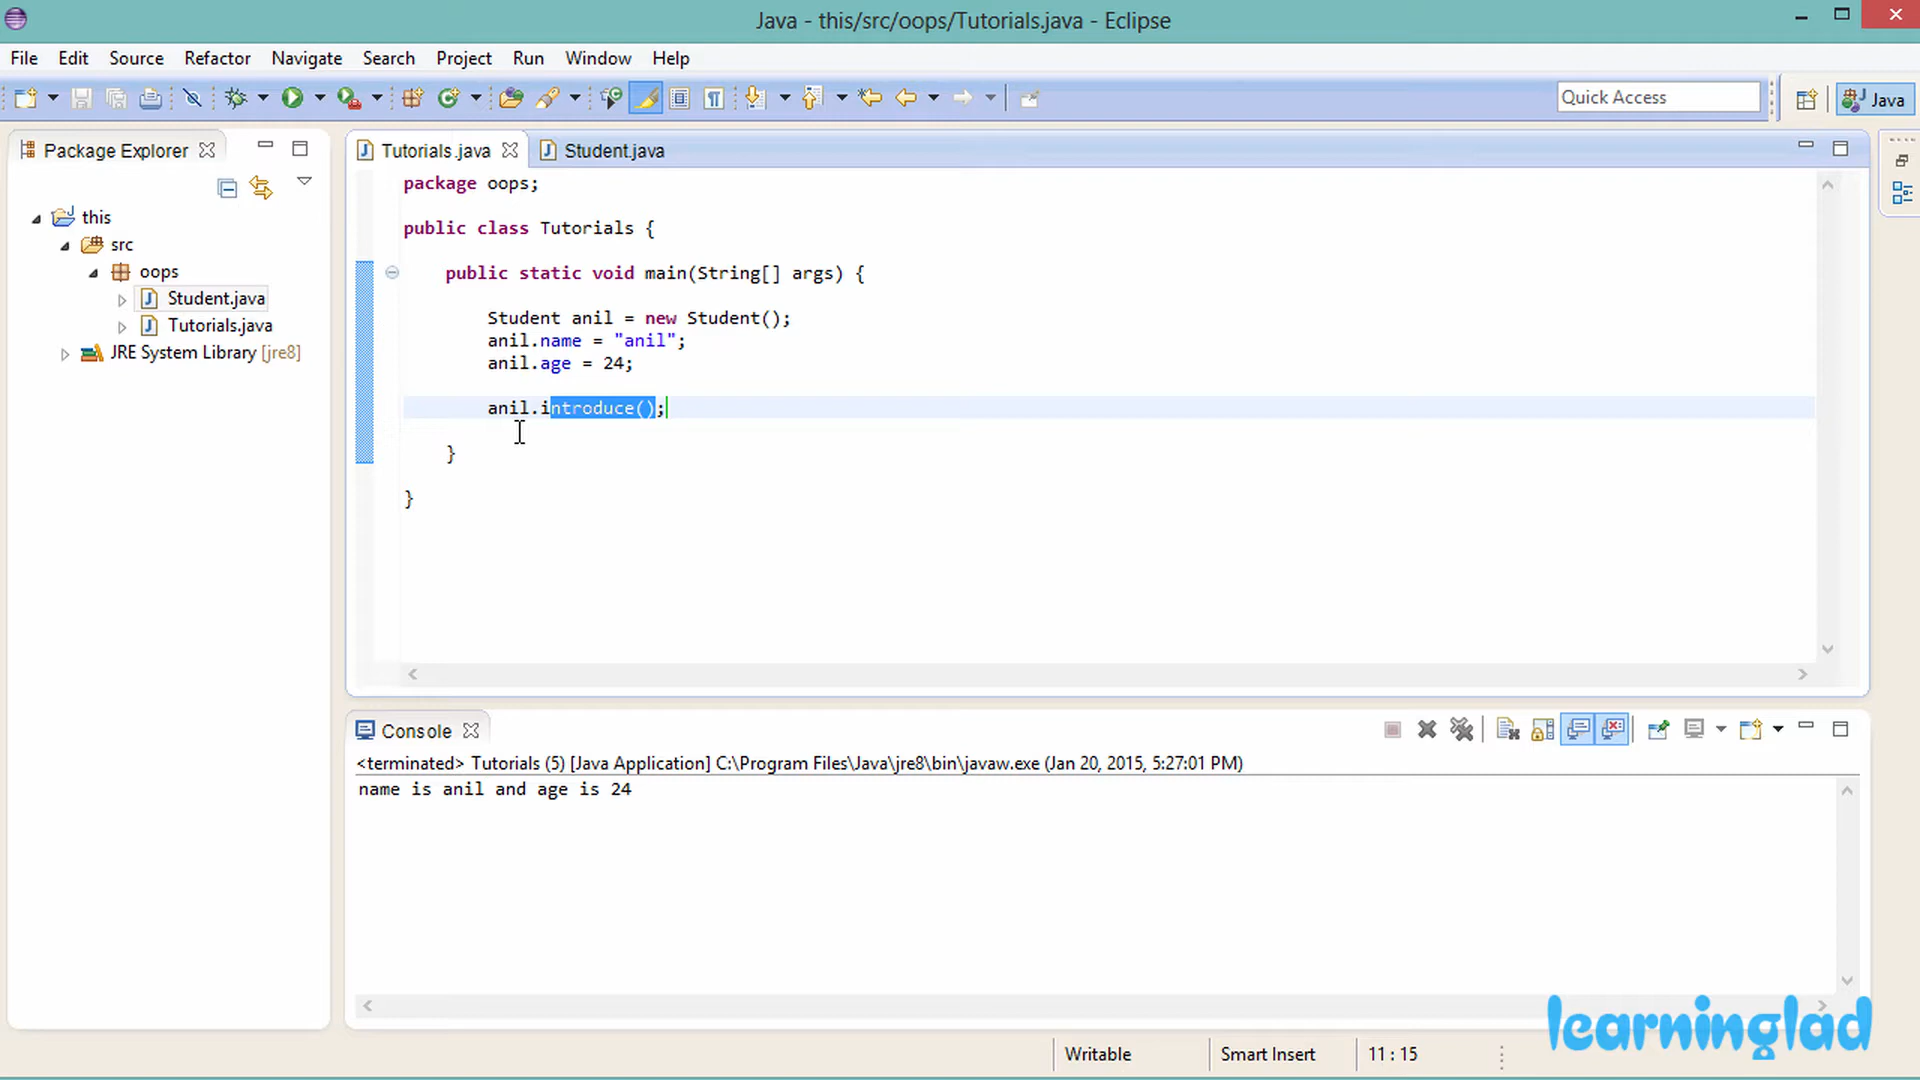 Java - this/src/oops/Tutorials.java - Eclipse
File Edit Source Refactor Navigate Search Project Run Window Help
Quick Access
Java
Package Explorer
this
src
oops
Student.java
Tutorials.java
JRE System Library [jre8]
Tutorials.java
Student.java
package oops;
public class Tutorials {
public static void main(String[] args) {
Student anil = new Student();
anil.name = "anil";
anil.age = 24;
anil.introduce();
}
}
Console
<terminated> Tutorials (5) [Java Application] C:\Program Files\Java\jre8\bin\javaw.exe (Jan 20, 2015, 5:27:01 PM)
name is anil and age is 24
learninglad
Writable
Smart Insert
11 : 15